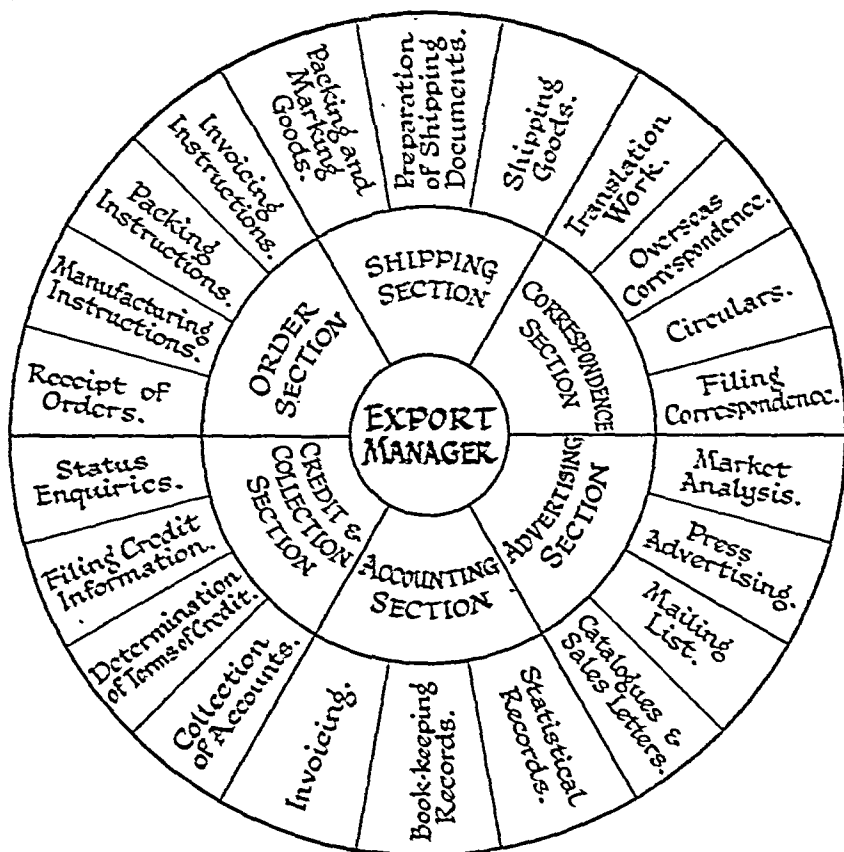 EXPORT
MANAGER
SHIPPING
SECTION
CORRESPONDENCE
SECTION
ADVERTISING
SECTION
ACCOUNTING
SECTION
CREDIT &
COLLECTION
SECTION
ORDER
SECTION
Packing and
Marking
Goods.
Preparation
of Shipping
Documents.
Shipping
Goods.
Translation
Work.
Overseas
Correspondence.
Circulars.
Filing
Correspondence.
Market
Analysis.
Press
Advertising.
Mailing
List.
Catalogues &
Sales Letters.
Statistical
Records.
Book-keeping
Records.
Invoicing.
Collection
of Accounts.
Determination
of Terms of Credit.
Filing Credit
Information.
Status
Enquiries.
Receipt of
Orders.
Manufacturing
Instructions.
Packing
Instructions.
Invoicing
Instructions.